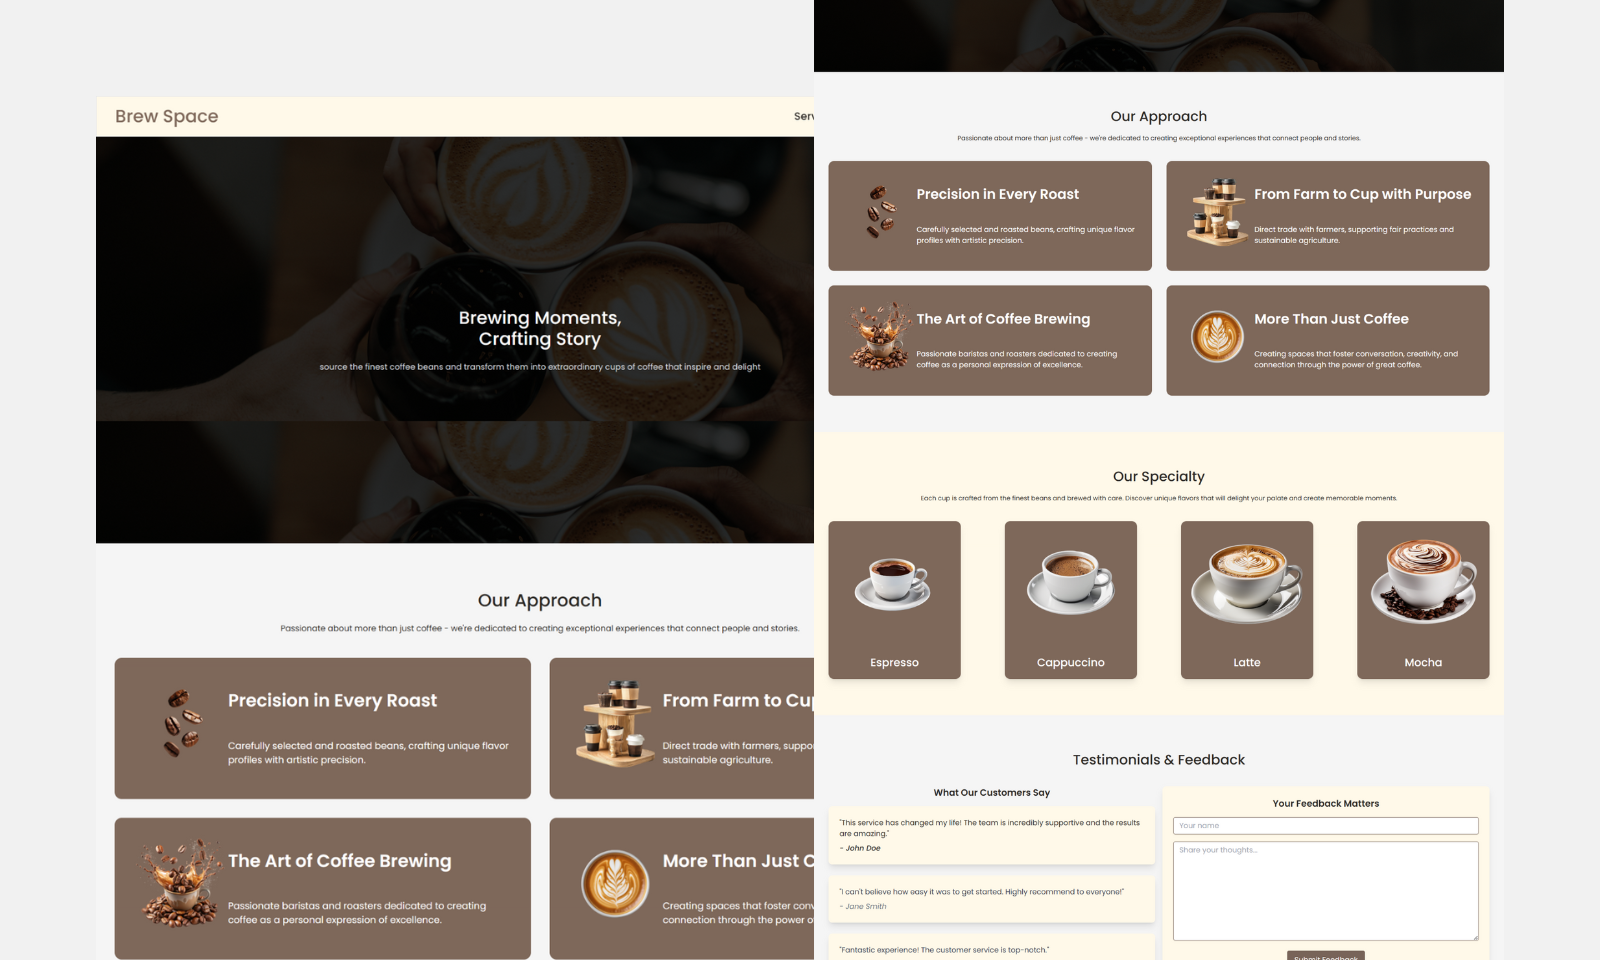 Brew Space
Serv
Brewing Moments,
Crafting Story
source the finest coffee beans and transform them into extraordinary cups of coffee that inspire and delight
Our Approach
Passionate about more than just coffee - we're dedicated to creating exceptional experiences that connect people and stories.
Precision in Every Roast
Carefully selected and roasted beans, crafting unique flavor
profiles with artistic precision.
From Farm to Cu
Direct trade with farmers, suppo
sustainable agriculture.
The Art of Coffee Brewing
Passionate baristas and roasters dedicated to creating
coffee as a personal expression of excellence.
More Than Just C
Creating spaces that foster conv
connection through the power o
Our Approach
Passionate about more than just coffee - we're dedicated to creating exceptional experiences that connect people and stories.
Precision in Every Roast
Carefully selected and roasted beans, crafting unique flavor
profiles with artistic precision.
From Farm to Cup with Purpose
Direct trade with farmers, supporting fair practices and
sustainable agriculture.
The Art of Coffee Brewing
Passionate baristas and roasters dedicated to creating
coffee as a personal expression of excellence.
More Than Just Coffee
Creating spaces that foster conversation, creativity, and
connection through the power of great coffee.
Our Specialty
Each cup is crafted from the finest beans and brewed with care. Discover unique flavors that will delight your palate and create memorable moments.
Espresso
Cappuccino
Latte
Mocha
Testimonials & Feedback
What Our Customers Say
"This service has changed my life! The team is incredibly supportive and the results
are amazing."
- John Doe
"I can't believe how easy it was to get started. Highly recommend to everyone!"
- Jane Smith
"Fantastic experience! The customer service is top-notch."
Your Feedback Matters
Your name
Share your thoughts...
Submit Feedback